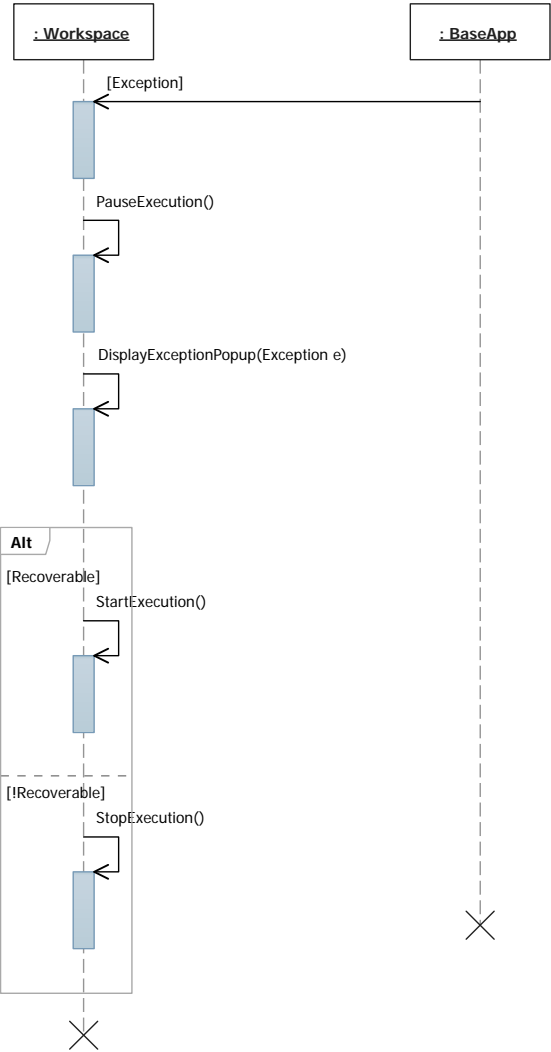 : Workspace
: BaseApp
[Exception]
PauseExecution()
DisplayExceptionPopup(Exception e)
Alt
[Recoverable]
StartExecution()
[!Recoverable]
StopExecution()